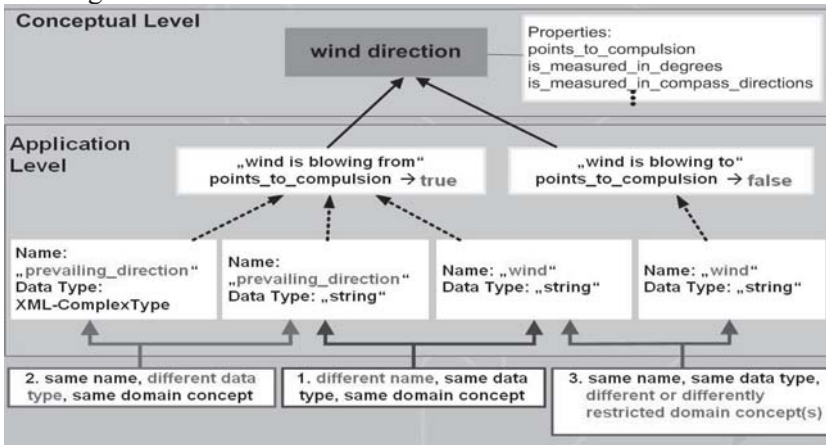 Conceptual Level
wind direction
Properties:
points_to_compulsion
is_measured_in_degrees
is_measured_in_compass_directions
Application
Level
„wind is blowing from“
points_to_compulsion → true
„wind is blowing to“
points_to_compulsion → false
Name:
„prevailing_direction“
Data Type:
XML-ComplexType
Name:
„prevailing_direction“
Data Type: „string“
Name: „wind“
Data Type: „string“
Name: „wind“
Data Type: „string“
2. same name, different data
type, same domain concept
1. different name, same data
type, same domain concept
3. same name, same data type,
different or differently
restricted domain concept(s)